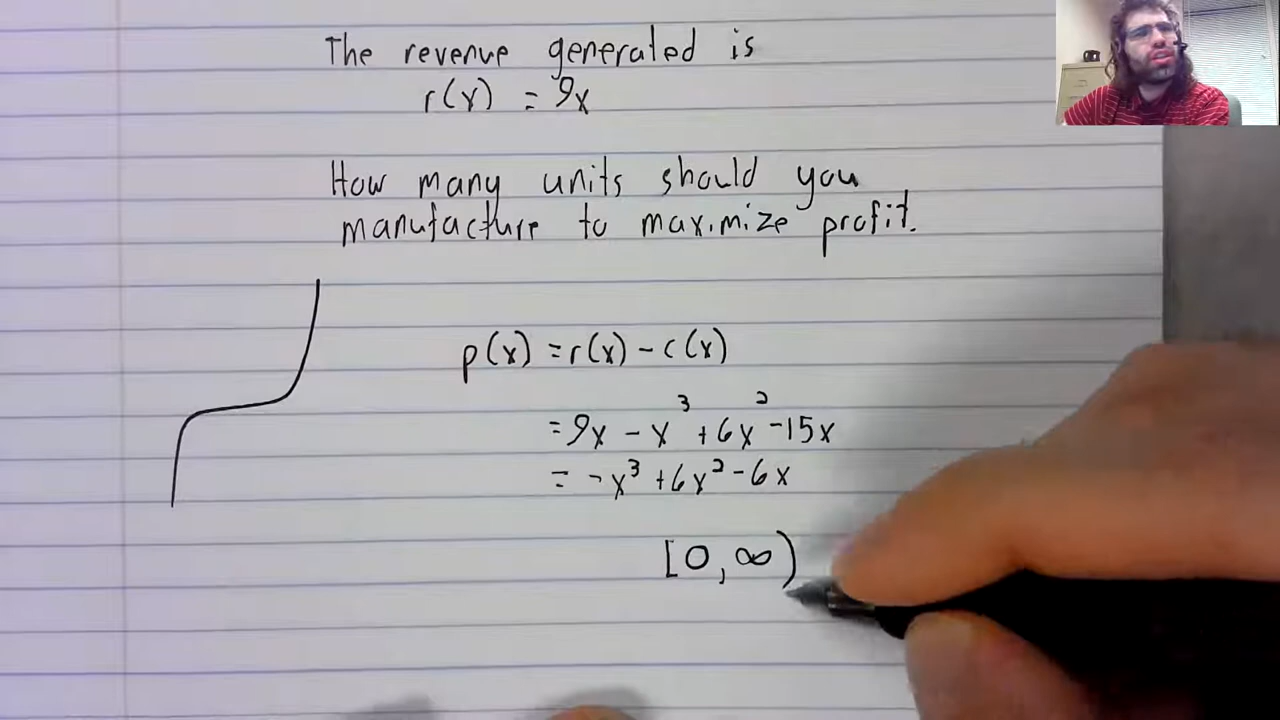 The revenue generated is
r(x) = 9x
How many units should you
manufacture to maximize profit.
p(x) = r(x) - c(x)
= 9x - x³ + 6x² - 15x
= -x³ + 6x² - 6x
[0, ∞)